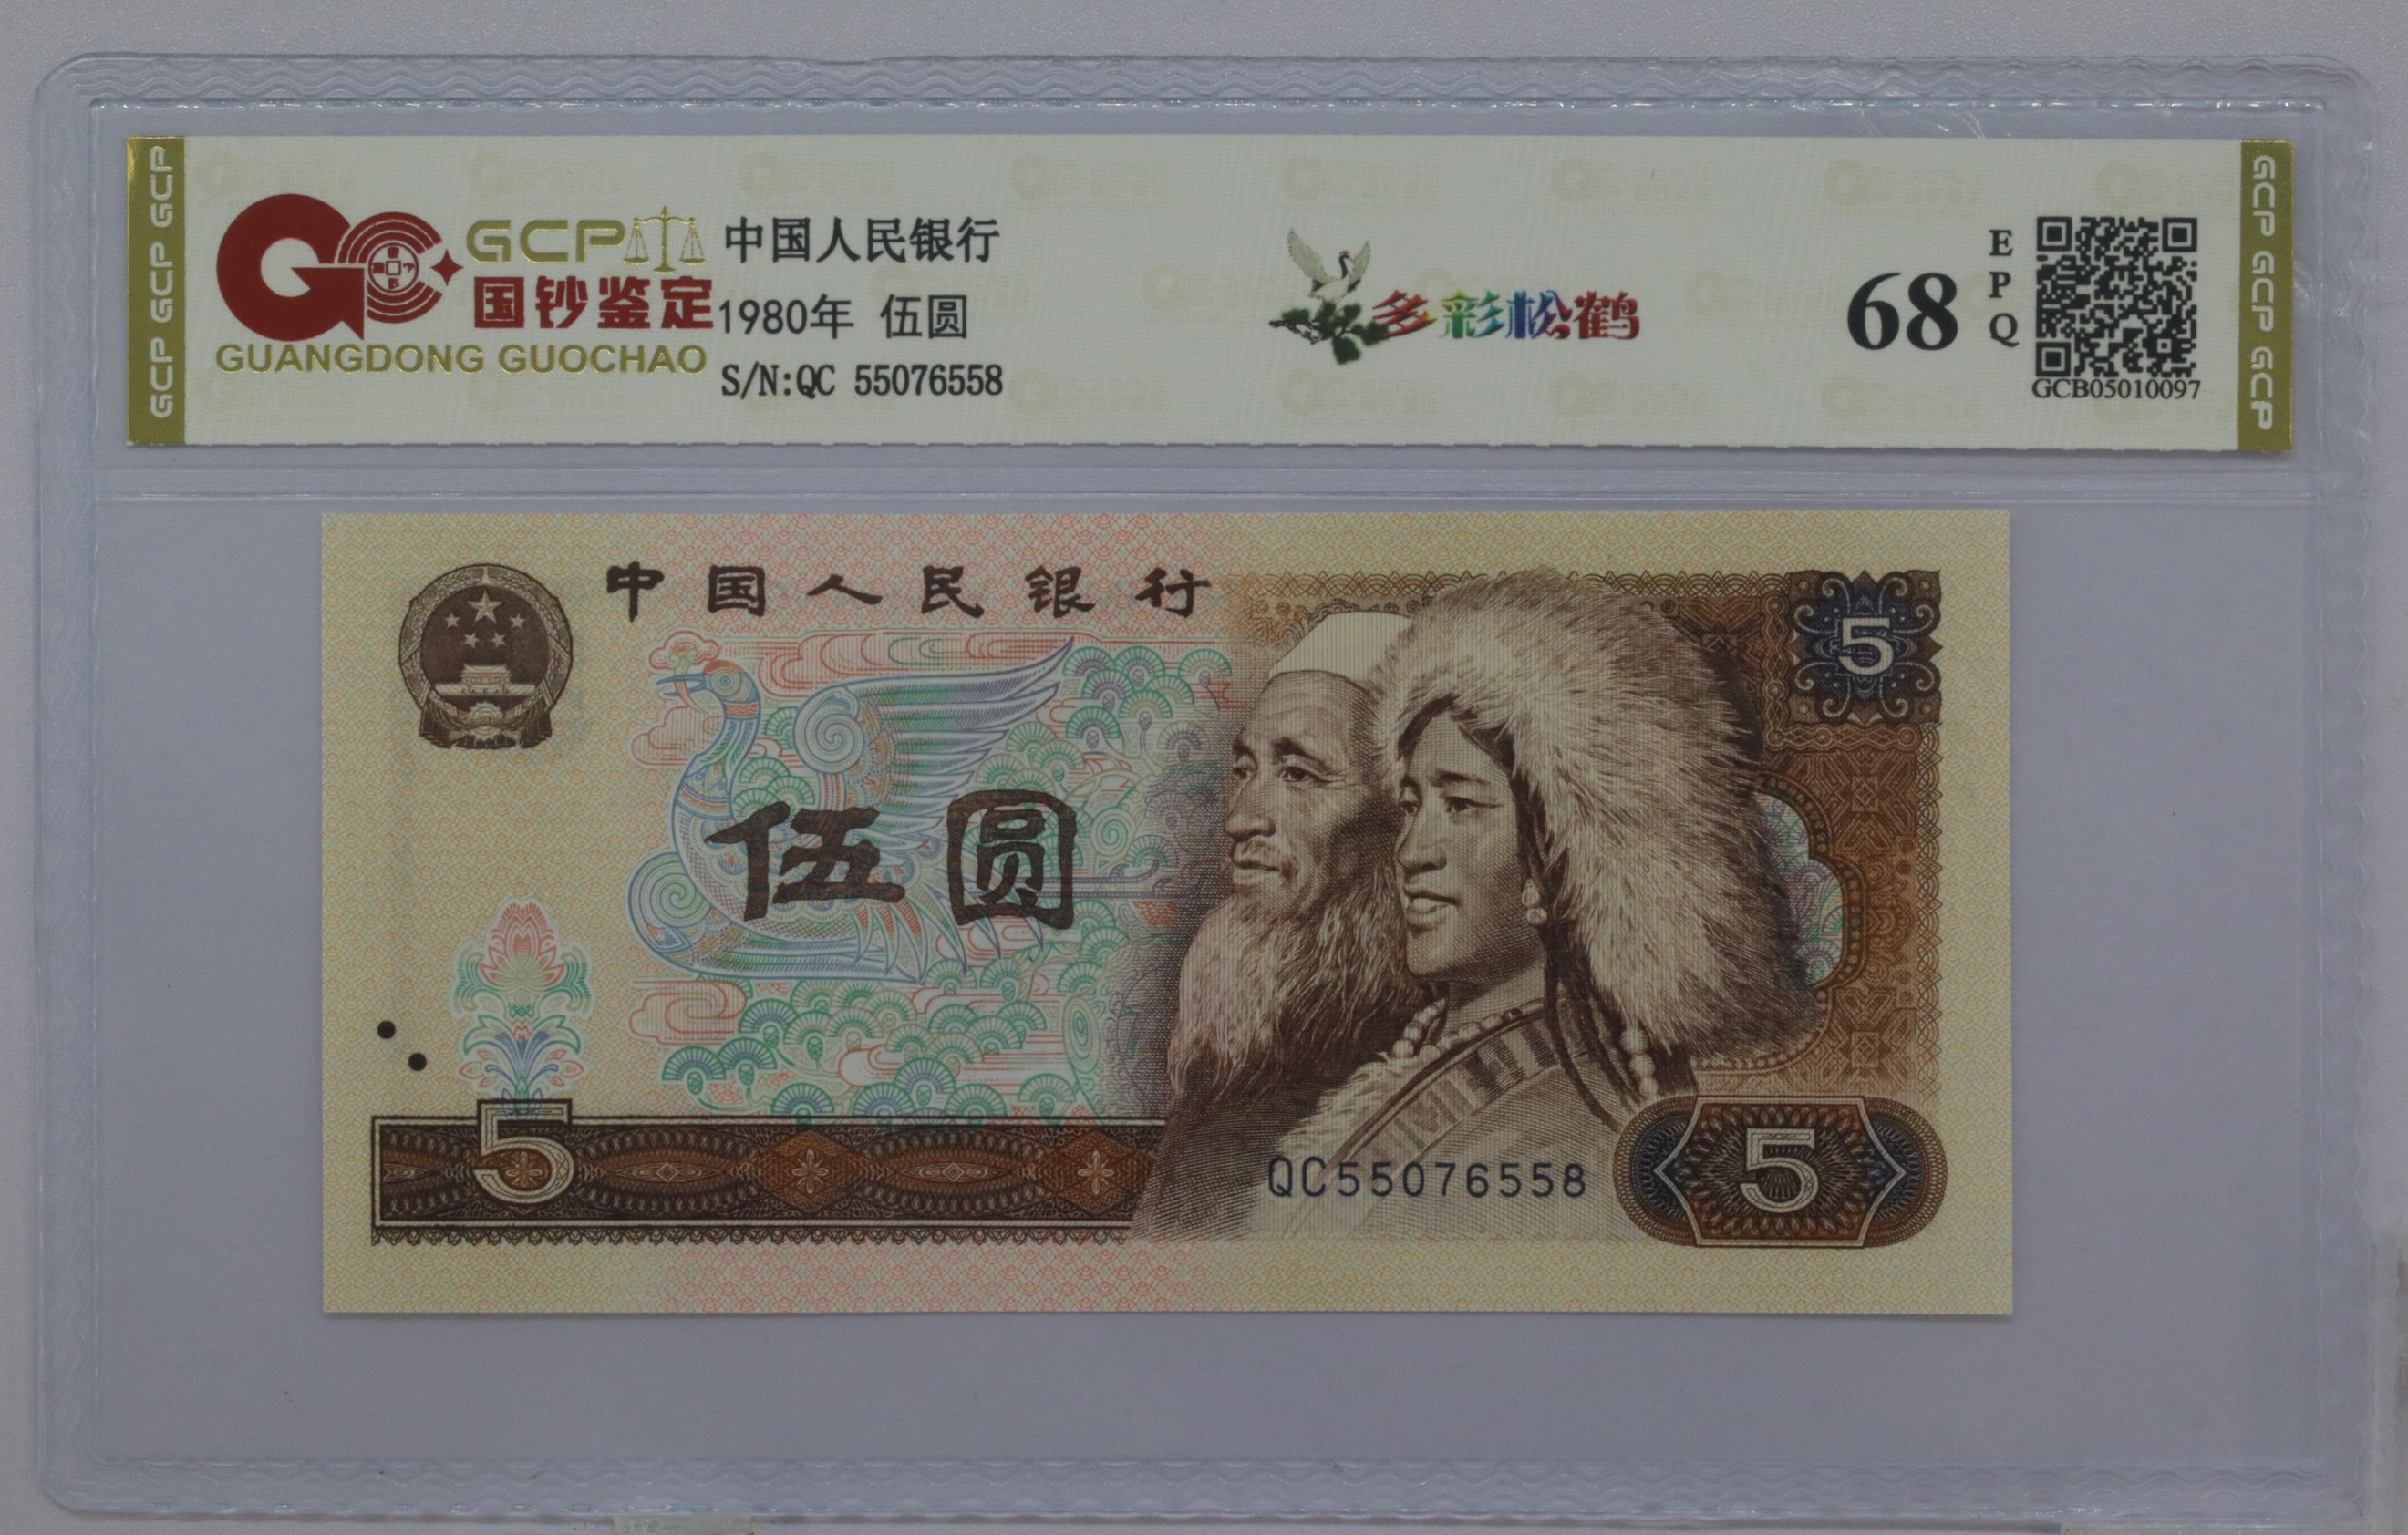 GCP GCP GCP
GCP
国钞鉴定
GUANGDONG GUOCHAO
中国人民银行
1980年 伍圆
S/N:QC 55076558
多彩松鹤
68
EPQ
GCB05010097
GCP GCP GCP
中国人民银行
5
伍圆
5
QC55076558
5